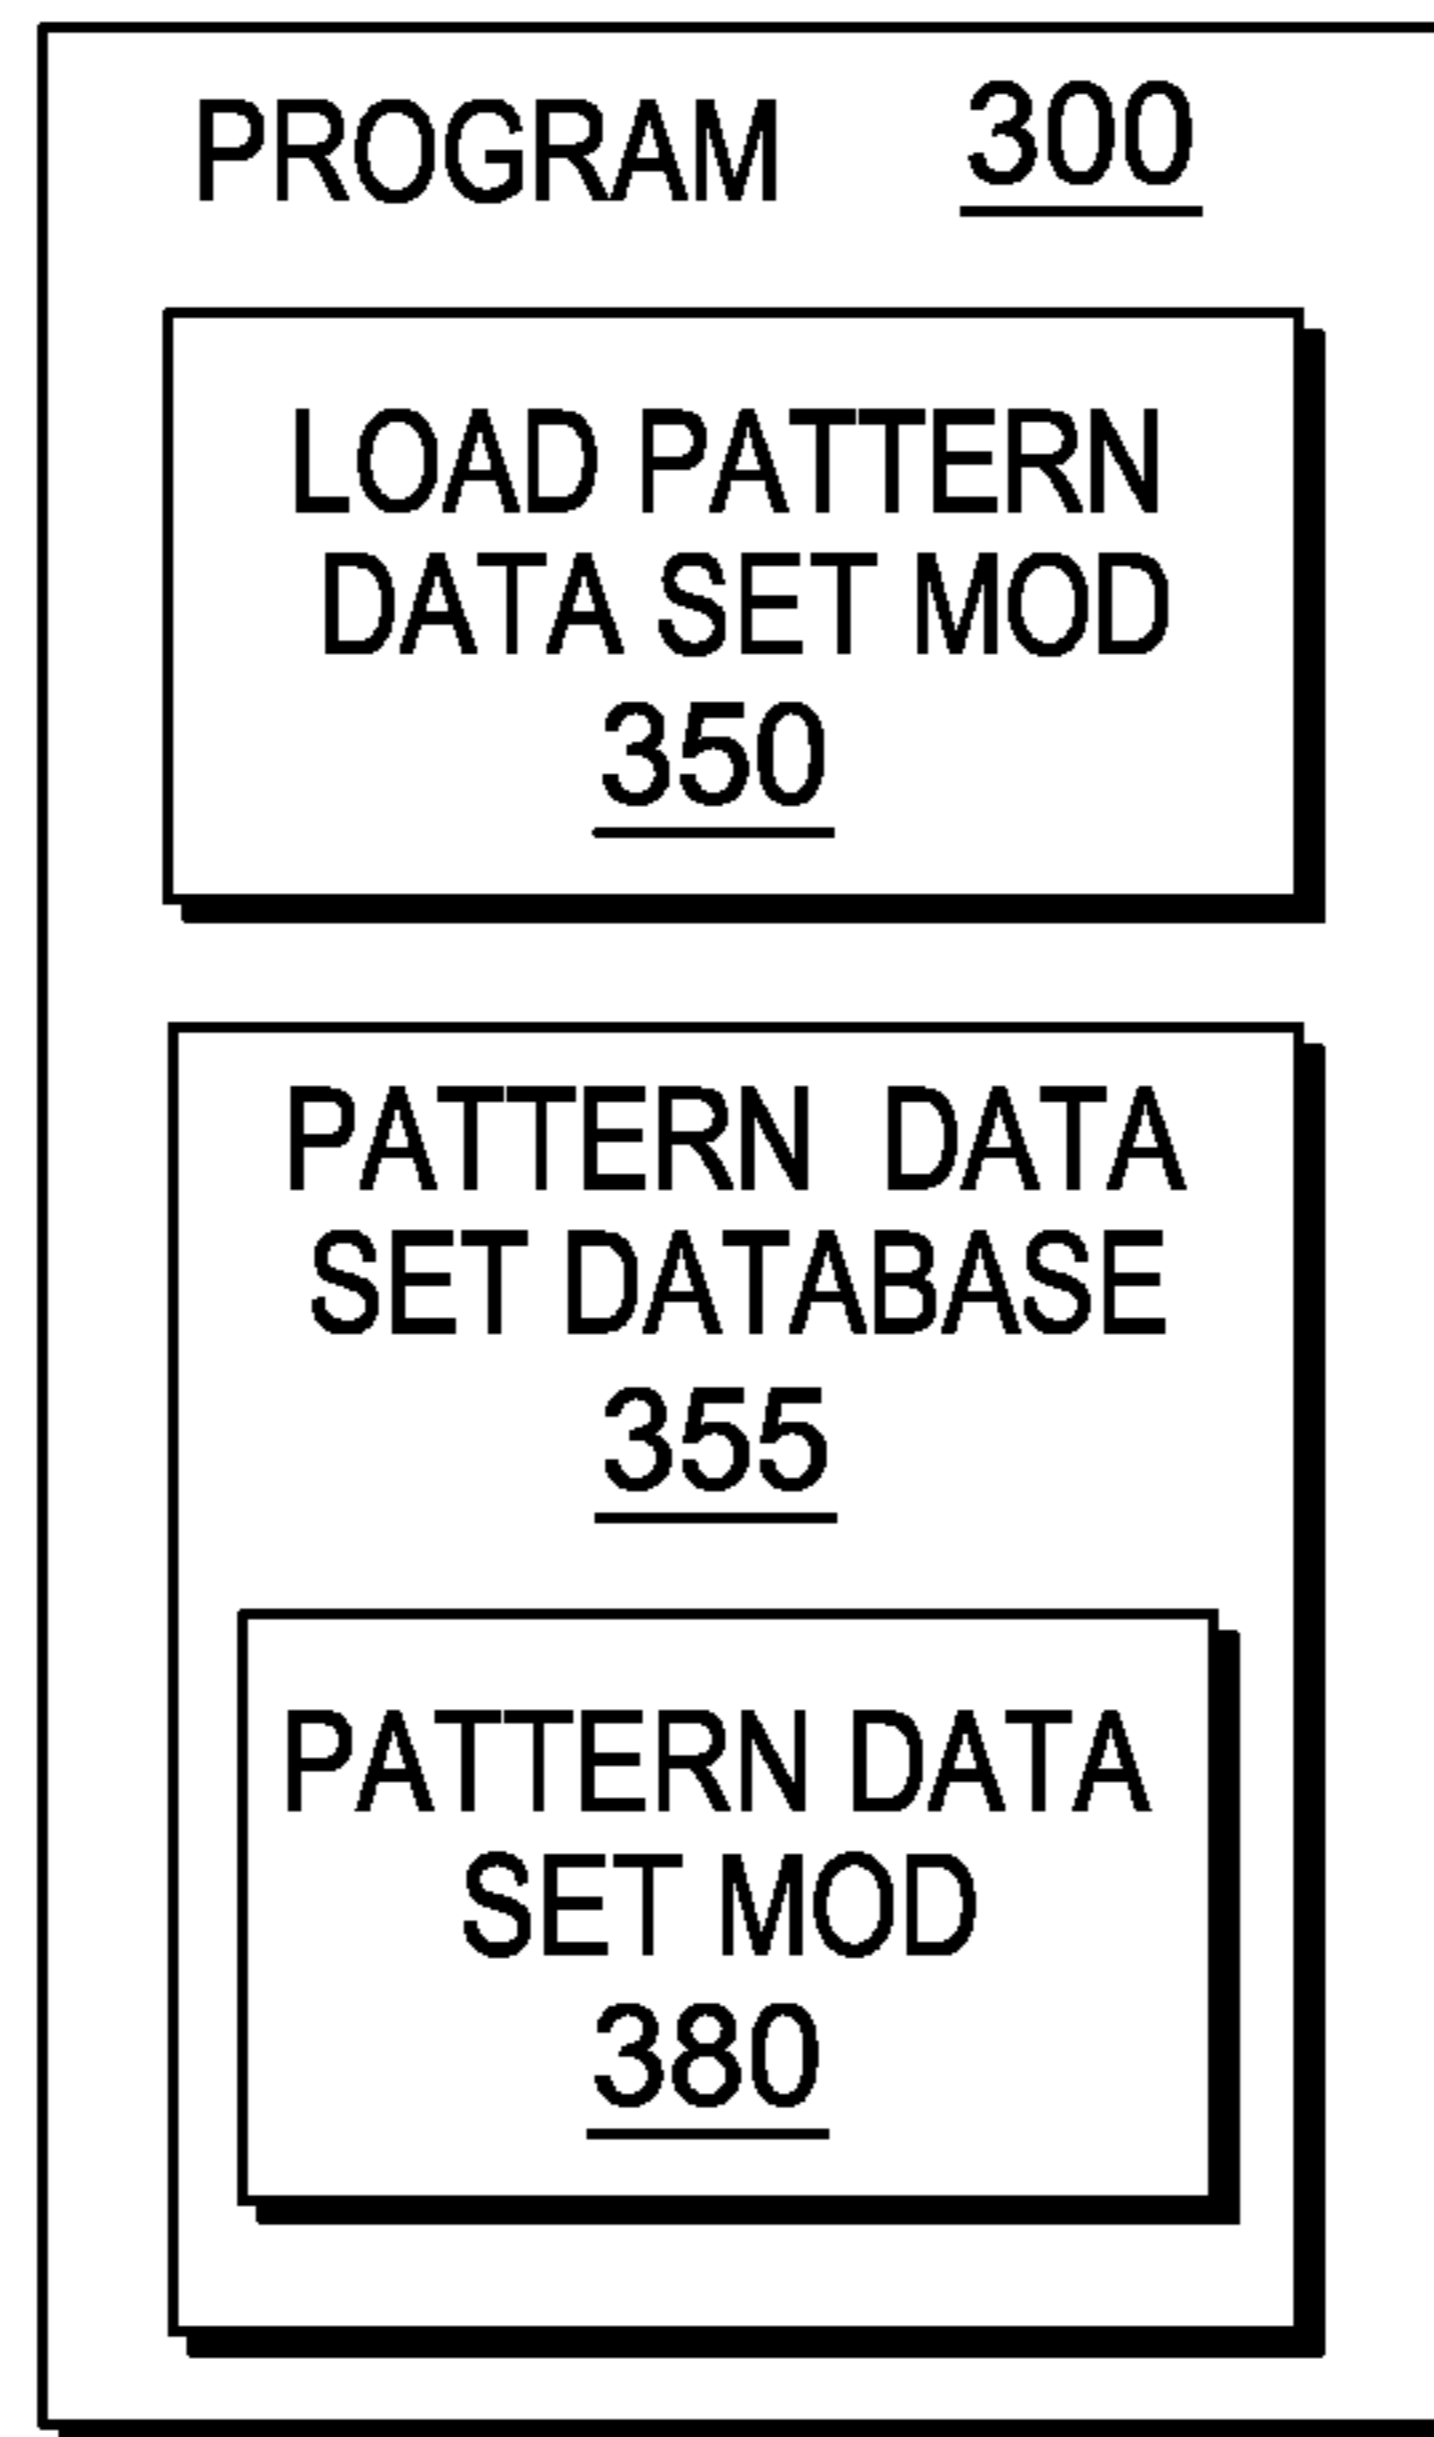 PROGRAM 300
LOAD PATTERN
DATA SET MOD
350
PATTERN DATA
SET DATABASE
355
PATTERN DATA
SET MOD
380